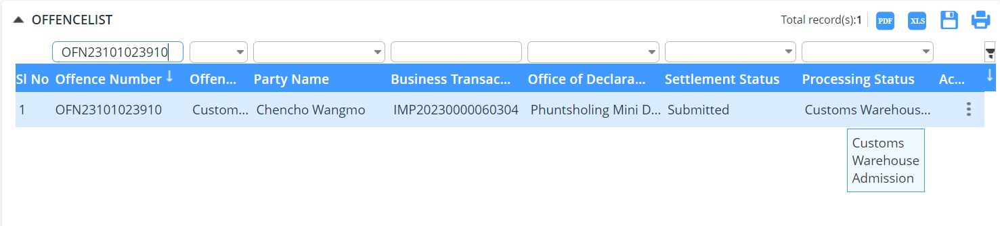 OFFENCELIST Total record(s):1 PDF XLS
OFN23101023910
Sl No Offence Number Offen... Party Name Business Transac... Office of Declara... Settlement Status Processing Status Ac...
1 OFN23101023910 Custom... Chencho Wangmo IMP20230000060304 Phuntsholing Mini D... Submitted Customs Warehous...
Customs
Warehouse
Admission